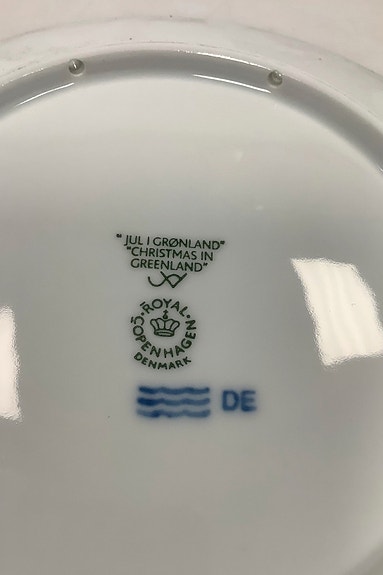 "JUL I GRØNLAND"
"CHRISTMAS IN
GREENLAND"
ROYAL
COPENHAGEN
DENMARK
DE